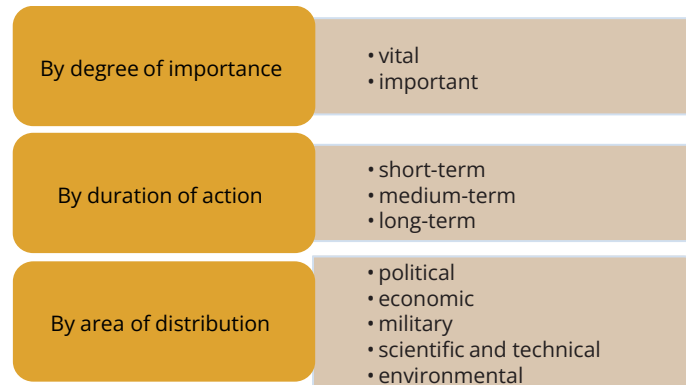 By degree of importance
• vital
• important
By duration of action
• short-term
• medium-term
• long-term
By area of distribution
• political
• economic
• military
• scientific and technical
• environmental